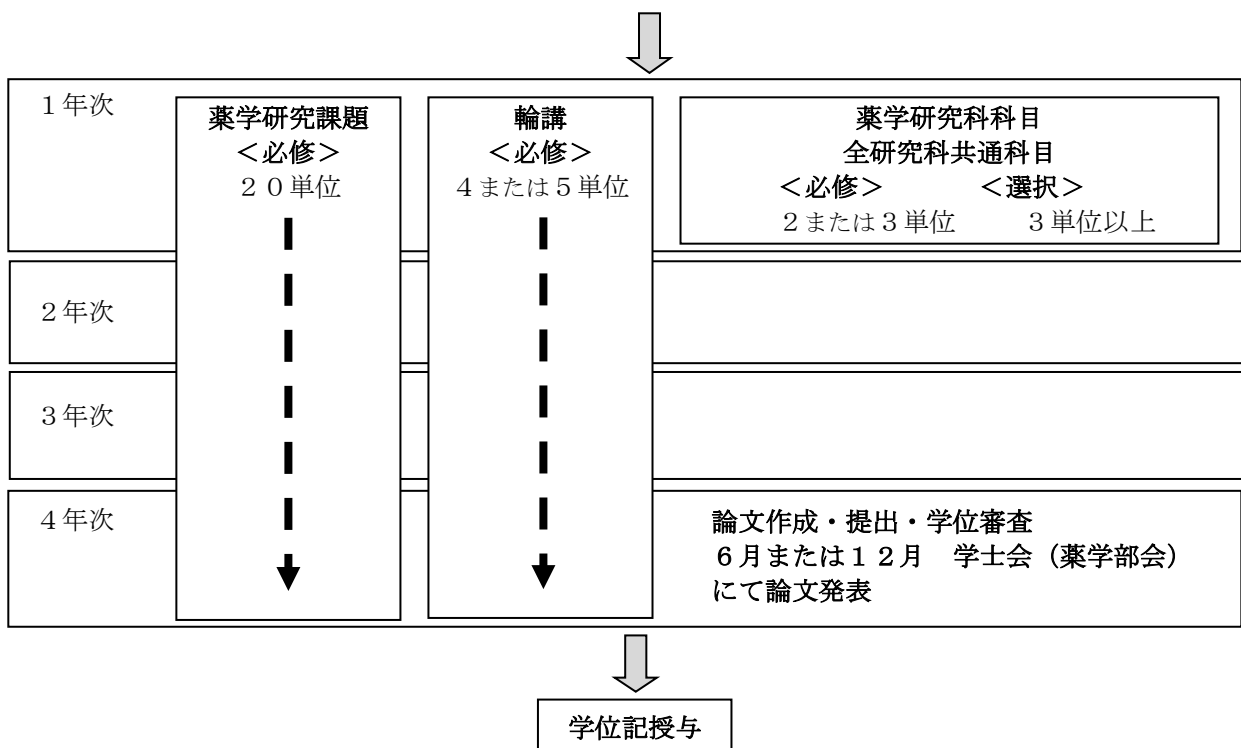 １年次
薬学研究課題
＜必修＞
２０単位
輪講
＜必修＞
４または５単位
薬学研究科科目
全研究科共通科目
＜必修＞　＜選択＞
２または３単位　３単位以上
２年次
３年次
４年次
論文作成・提出・学位審査
６月または１２月　学士会（薬学部会）
にて論文発表
学位記授与